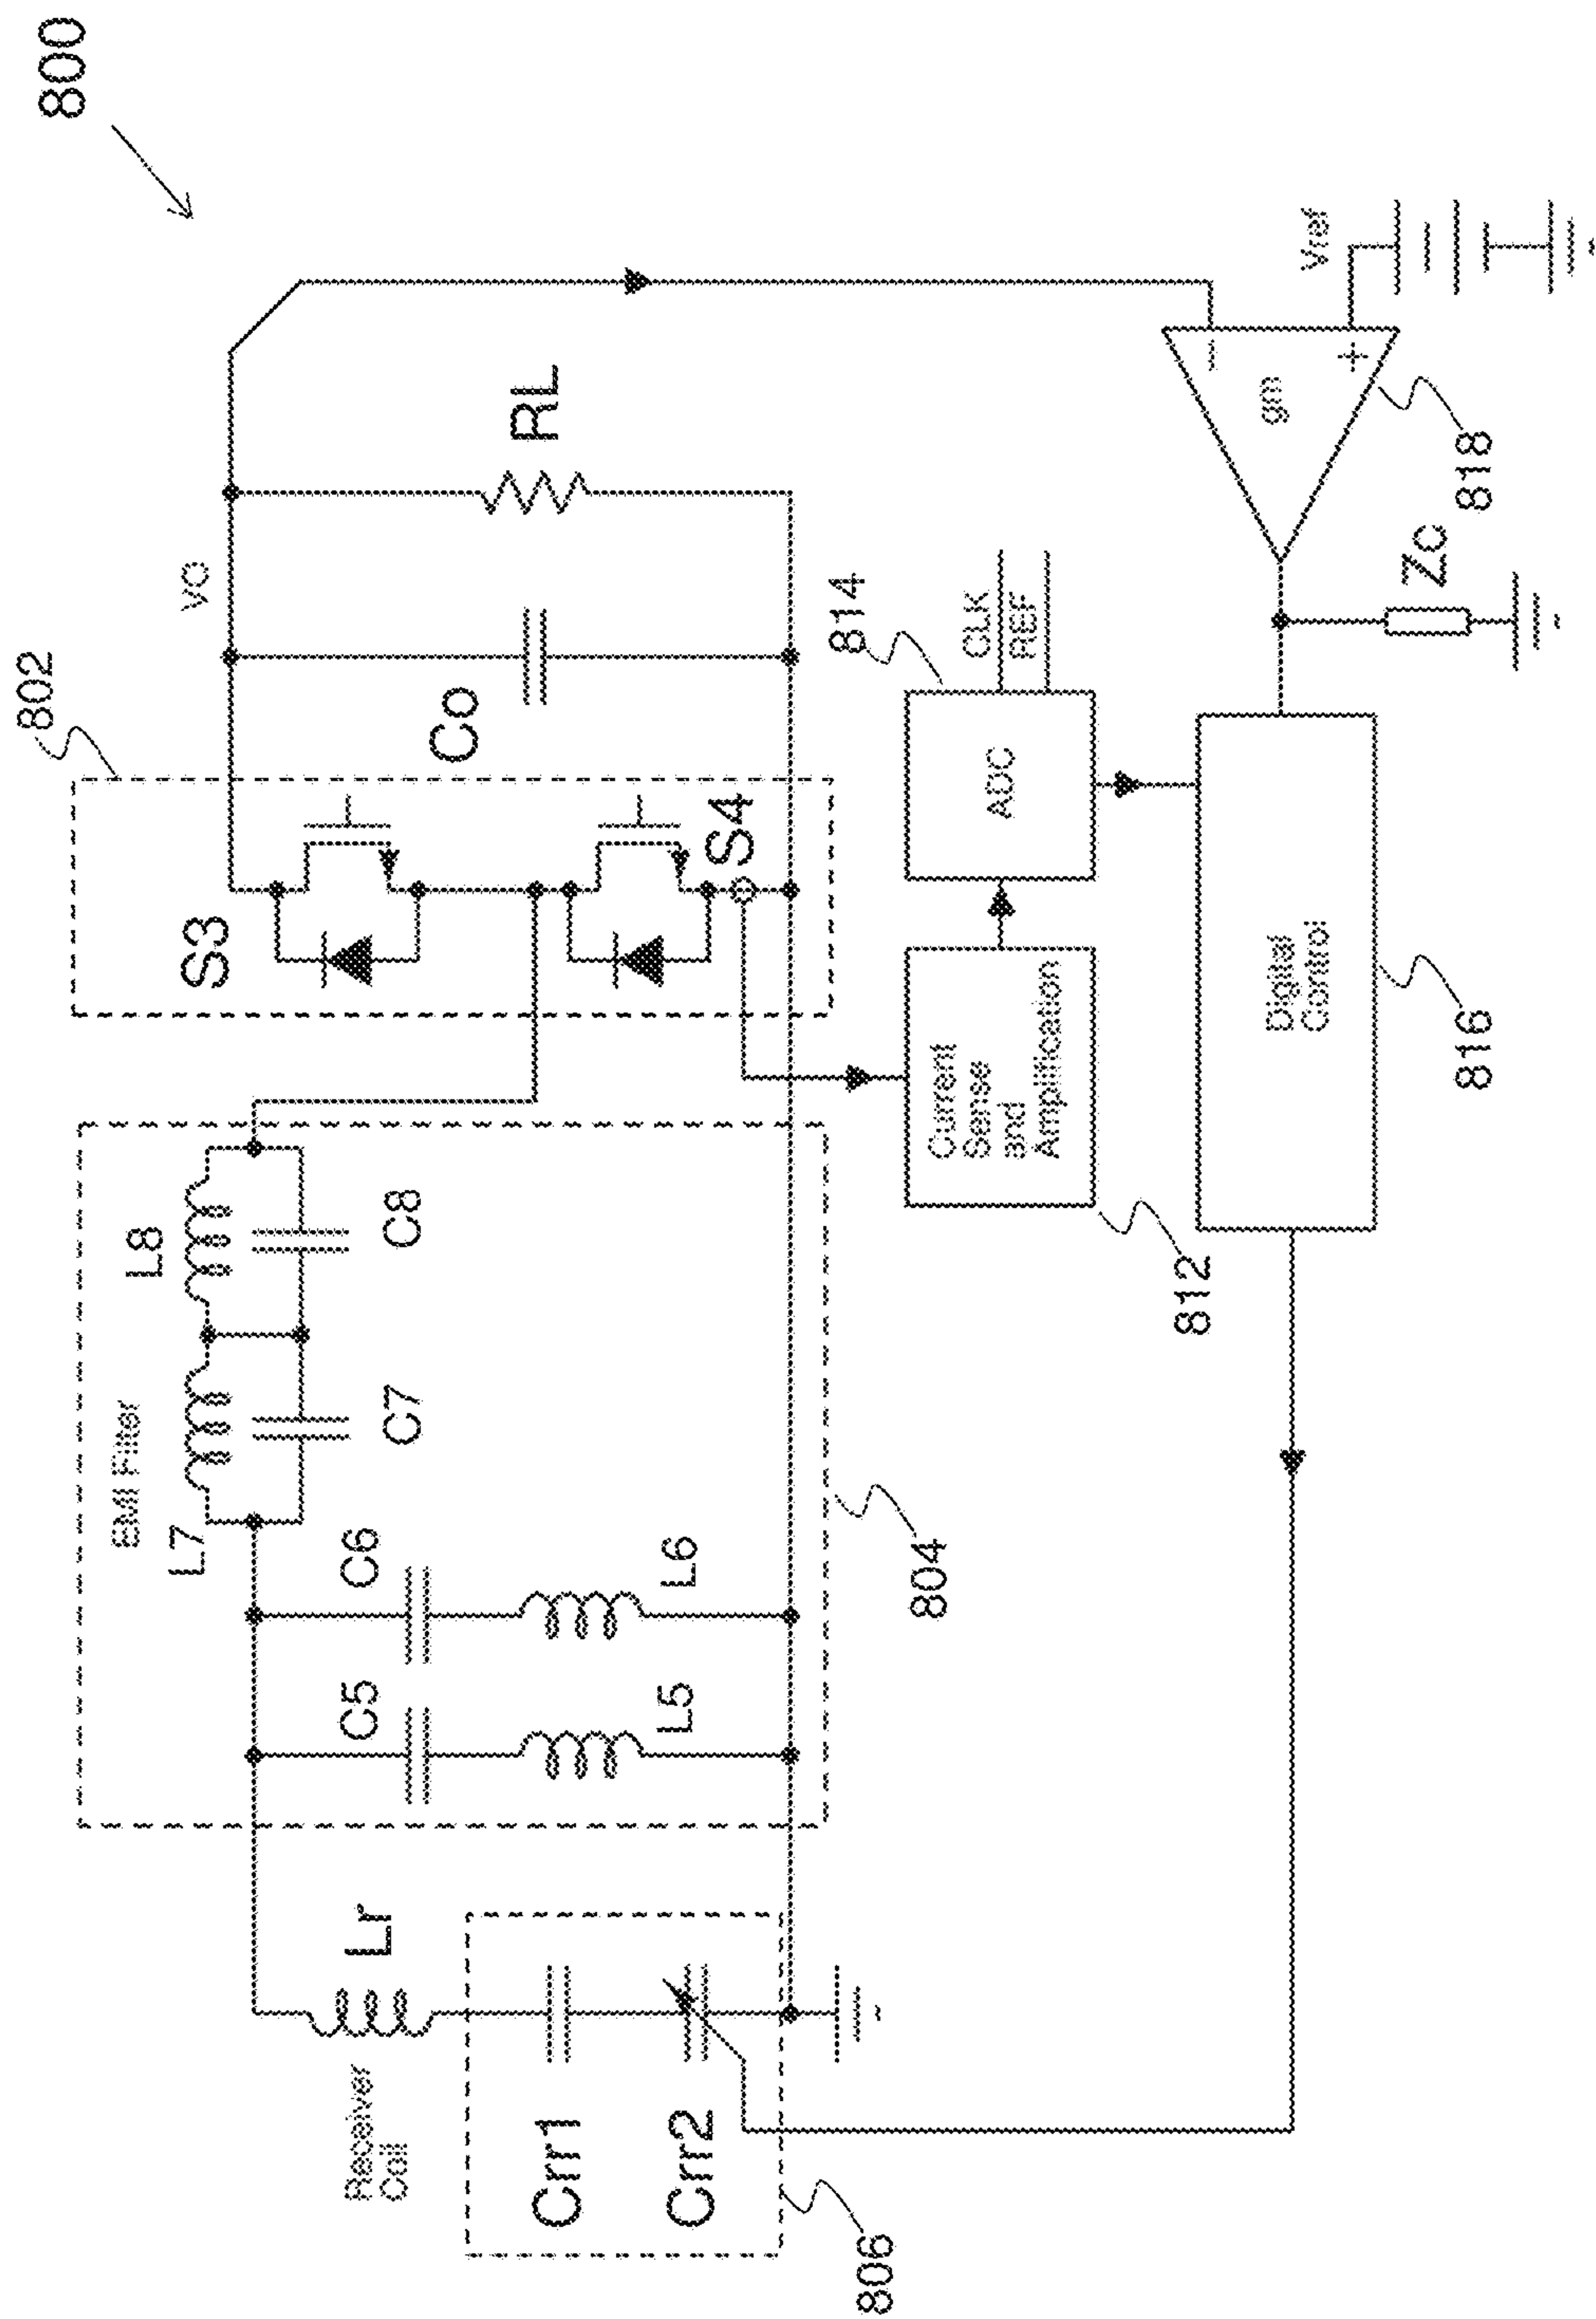 800
802
S3
S4
vo
Co
RL
EMI Filter
L7
L8
C7
C8
C5
C6
L5
L6
804
Receiver
Coil
Lr
Crr1
Crr2
806
Current
Sense
and
Amplification
812
ADC
814
CLK
REF
Digital
Control
816
gm
−
+
818
Vref
Zc